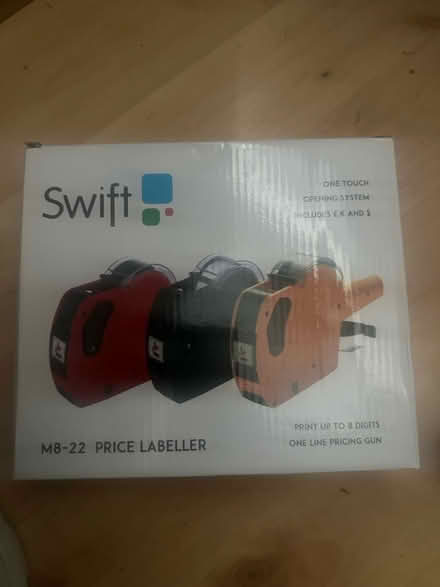 Swift
ONE TOUCH
OPENING SYSTEM
INCLUDES £,€ AND $
M8-22 PRICE LABELLER
PRINT UP TO 8 DIGITS
ONE LINE PRICING GUN